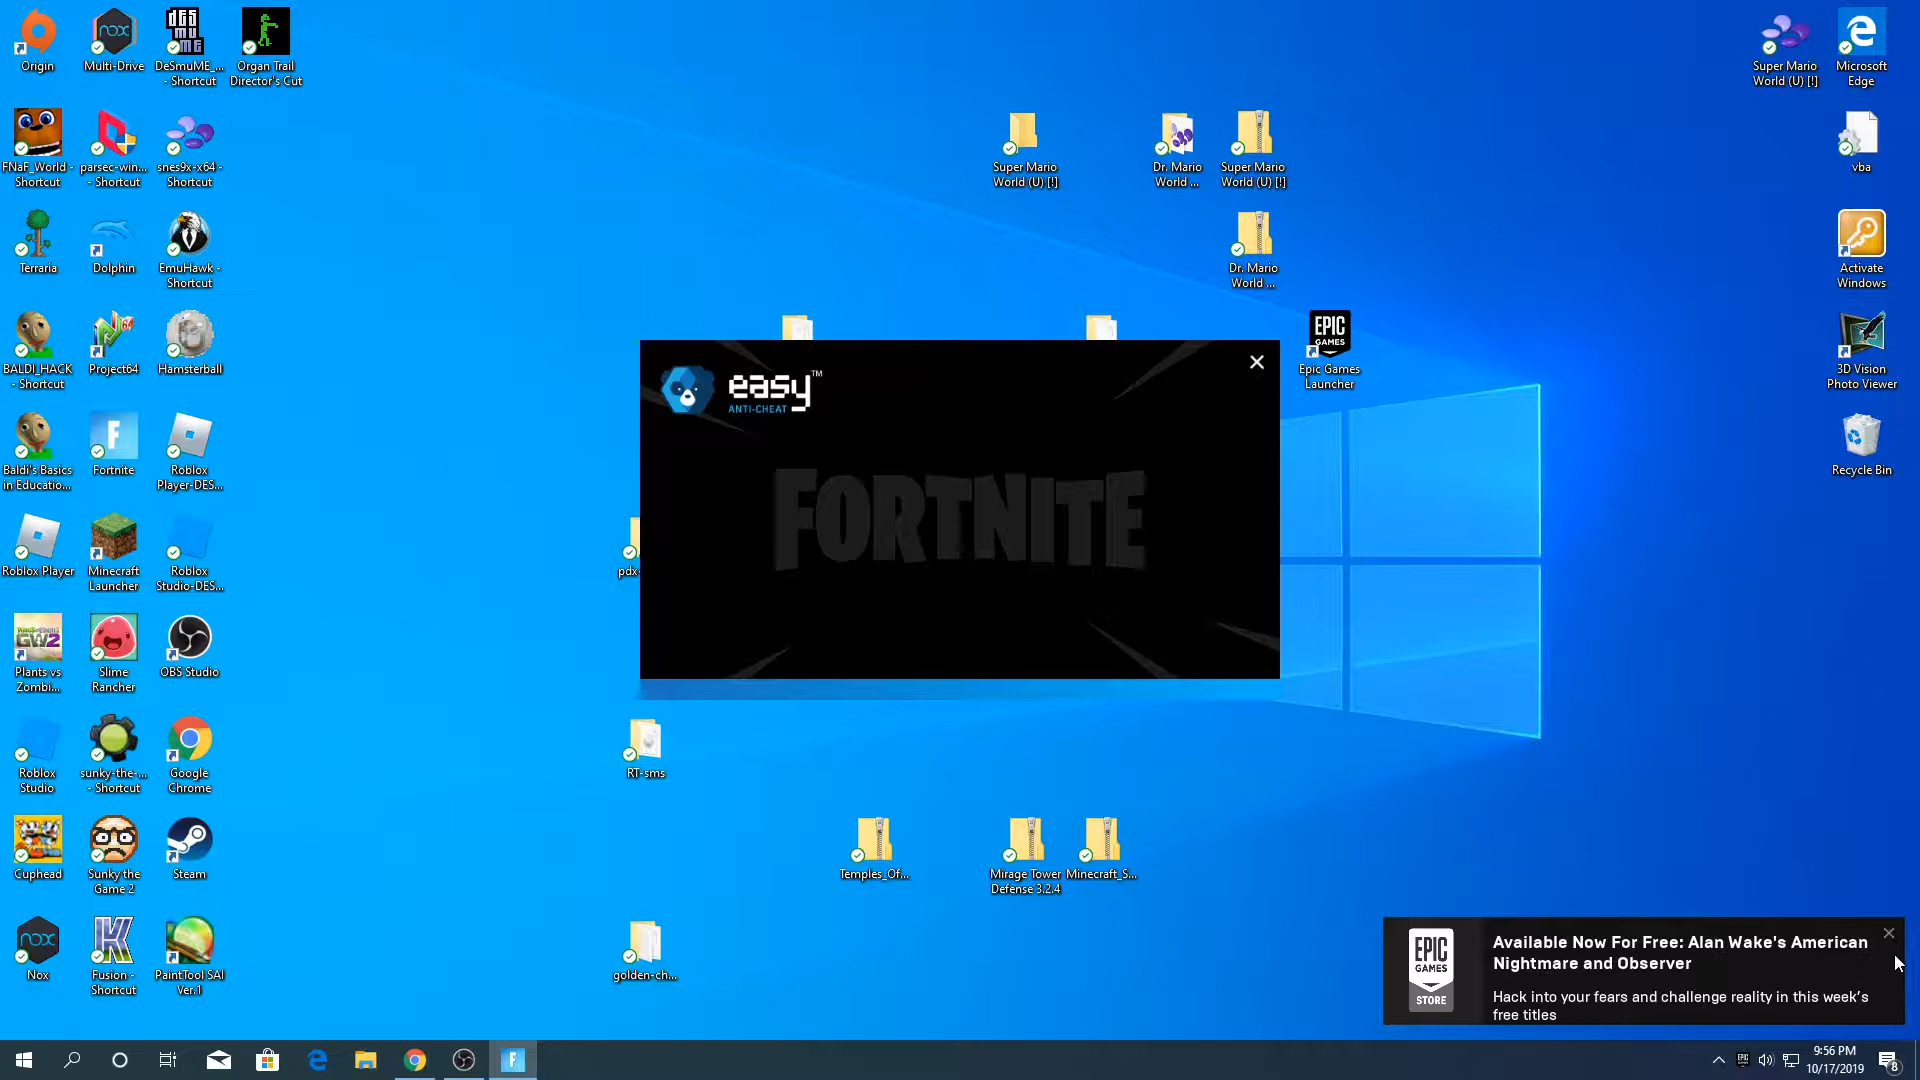 Origin
Multi-Drive
DeSmuME_...
- Shortcut
Organ Trail
Director's Cut
Super Mario
World (U) [!]
Microsoft
Edge
FNaF_World -
Shortcut
parsec-win...
- Shortcut
snes9x-x64 -
Shortcut
Super Mario
World (U) [!]
Dr. Mario
World ...
Super Mario
World (U) [!]
vba
Terraria
Dolphin
EmuHawk -
Shortcut
Dr. Mario
World ...
Activate
Windows
BALDI_HACK
- Shortcut
Project64
Hamsterball
EPIC
GAMES
Epic Games
Launcher
3D Vision
Photo Viewer
easy™
ANTI-CHEAT
FORTNITE
Baldi's Basics
in Educatio...
Fortnite
Roblox
Player-DES...
Recycle Bin
Roblox Player
Minecraft
Launcher
Roblox
Studio-DES...
pdx-
GW2
Plants vs
Zombi...
Slime
Rancher
OBS Studio
Roblox
Studio
sunky-the-...
- Shortcut
Google
Chrome
RT-sms
Cuphead
Sunky the
Game 2
Steam
Temples_Of...
Mirage Tower
Defense 3.2.4
Minecraft_S...
nox
Nox
Fusion -
Shortcut
PaintTool SAI
Ver.1
golden-ch...
EPIC
GAMES
STORE
Available Now For Free: Alan Wake's American
Nightmare and Observer
Hack into your fears and challenge reality in this week's
free titles
9:56 PM
10/17/2019
8